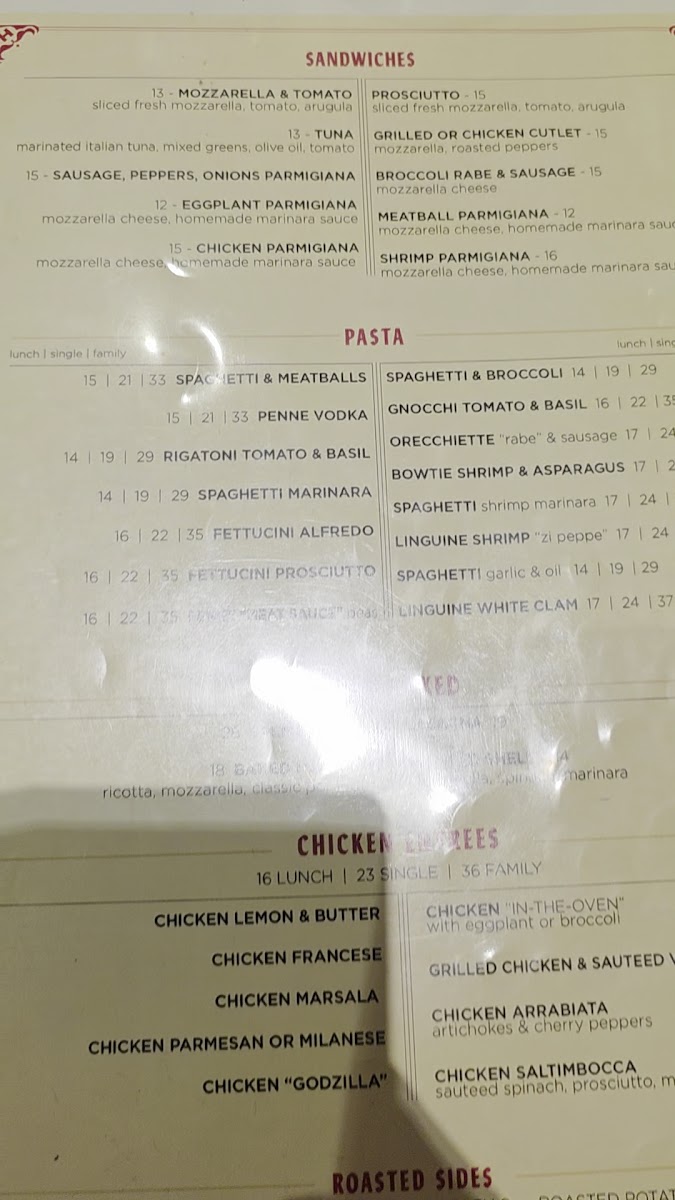 SANDWICHES
13 - MOZZARELLA & TOMATO
sliced fresh mozzarella, tomato, arugula
13 - TUNA
marinated italian tuna, mixed greens, olive oil, tomato
15 - SAUSAGE, PEPPERS, ONIONS PARMIGIANA
12 - EGGPLANT PARMIGIANA
mozzarella cheese, homemade marinara sauce
15 - CHICKEN PARMIGIANA
mozzarella cheese, homemade marinara sauce
PROSCIUTTO - 15
sliced fresh mozzarella, tomato, arugula
GRILLED OR CHICKEN CUTLET - 15
mozzarella, roasted peppers
BROCCOLI RABE & SAUSAGE - 15
mozzarella cheese
MEATBALL PARMIGIANA - 12
mozzarella cheese, homemade marinara
SHRIMP PARMIGIANA - 16
mozzarella cheese, homemade marinara
PASTA
lunch | single | family
15 | 21 | 33 SPAGHETTI & MEATBALLS
15 | 21 | 33 PENNE VODKA
14 | 19 | 29 RIGATONI TOMATO & BASIL
14 | 19 | 29 SPAGHETTI MARINARA
16 | 22 | 35 FETTUCINI ALFREDO
16 | 22 | 35 FETTUCINI PROSCIUTTO
16 | 22 | 35 "MEAT SAUCE"
lunch |
SPAGHETTI & BROCCOLI 14 | 19 | 29
GNOCCHI TOMATO & BASIL 16 | 22 |
ORECCHIETTE "rabe" & sausage 17 | 24
BOWTIE SHRIMP & ASPARAGUS 17 |
SPAGHETTI shrimp marinara 17 | 24 |
LINGUINE SHRIMP "zi peppe" 17 | 24
SPAGHETTI garlic & oil 14 | 19 | 29
LINGUINE WHITE CLAM 17 | 24 | 37
18
ricotta, mozzarella, classic
marinara
CHICKEN ENTREES
16 LUNCH | 23 SINGLE | 36 FAMILY
CHICKEN LEMON & BUTTER
CHICKEN FRANCESE
CHICKEN MARSALA
CHICKEN PARMESAN OR MILANESE
CHICKEN "GODZILLA"
CHICKEN "IN-THE-OVEN"
with eggplant or broccoli
GRILLED CHICKEN & SAUTEED
CHICKEN ARRABIATA
artichokes & cherry peppers
CHICKEN SALTIMBOCCA
sauteed spinach, prosciutto,
ROASTED SIDES
ROASTED